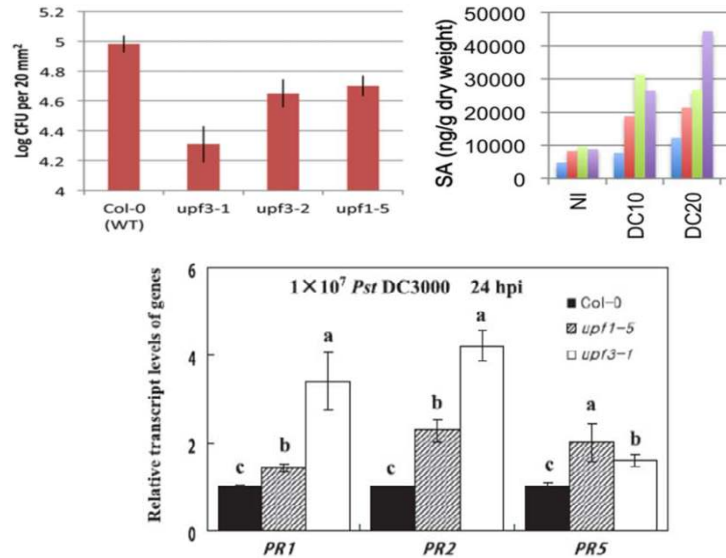 5.2
5
4.8
4.6
4.4
4.2
4
Log CFU per 20 mm²
Col-0
(WT)
upf3-1
upf3-2
upf1-5
50000
40000
30000
20000
10000
0
SA (ng/g dry weight)
NI
DC10
DC20
6
4
2
0
Relative transcript levels of genes
1×10⁷ Pst DC3000 24 hpi
Col-0
upf1-5
upf3-1
c b a
c b a
c a b
PR1 PR2 PR5